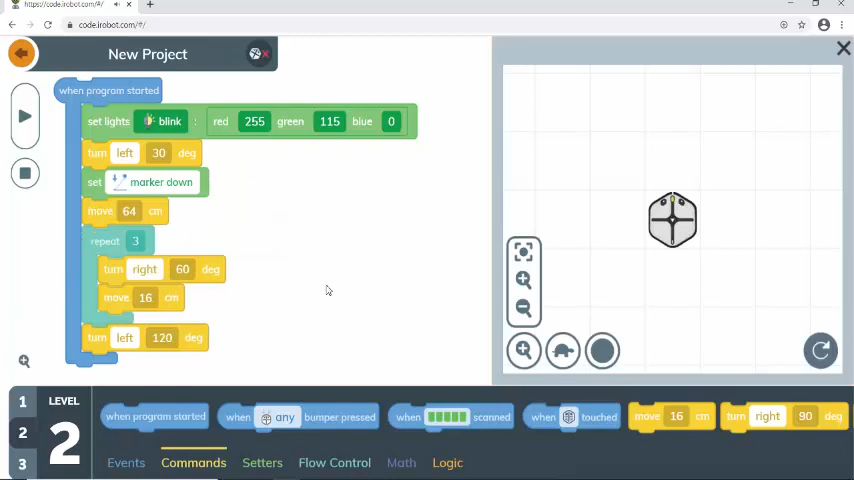 https://code.irobot.com/#/
code.irobot.com/#/
New Project
when program started
set lights blink : red 255 green 115 blue 0
turn left 30 deg
set marker down
move 64 cm
repeat 3
turn right 60 deg
move 16 cm
turn left 120 deg
1
2
3
LEVEL
2
when program started
when any bumper pressed
when scanned
when touched
move 16 cm
turn right 90 deg
Events
Commands
Setters
Flow Control
Math
Logic